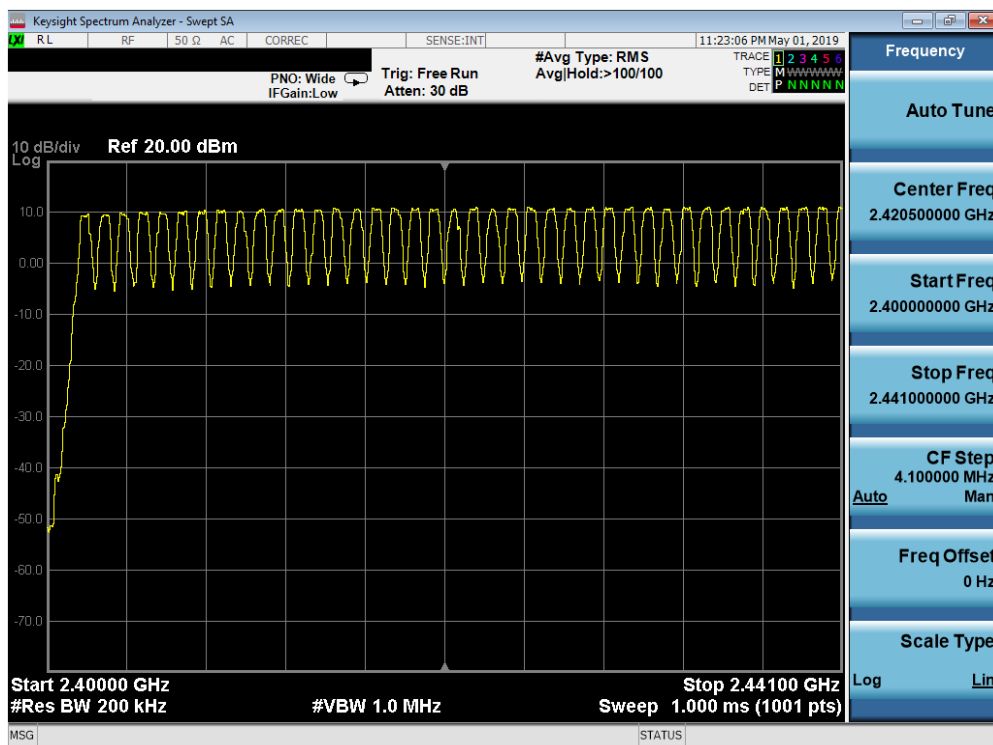 Keysight Spectrum Analyzer - Swept SA
LXI RL RF 50 Ω AC CORREC SENSE:INT 11:23:06 PM May 01, 2019
#Avg Type: RMS TRACE 1 2 3 4 5 6
PNO: Wide Trig: Free Run Avg|Hold:>100/100 TYPE M WWWWW
IFGain:Low Atten: 30 dB DET P N N N N N
10 dB/div Ref 20.00 dBm
Log
10.0
0.00
-10.0
-20.0
-30.0
-40.0
-50.0
-60.0
-70.0
Start 2.40000 GHz Stop 2.44100 GHz
#Res BW 200 kHz #VBW 1.0 MHz Sweep 1.000 ms (1001 pts)
MSG STATUS
Frequency
Auto Tune
Center Freq
2.420500000 GHz
Start Freq
2.400000000 GHz
Stop Freq
2.441000000 GHz
CF Step
4.100000 MHz
Auto Man
Freq Offset
0 Hz
Scale Type
Log Lin